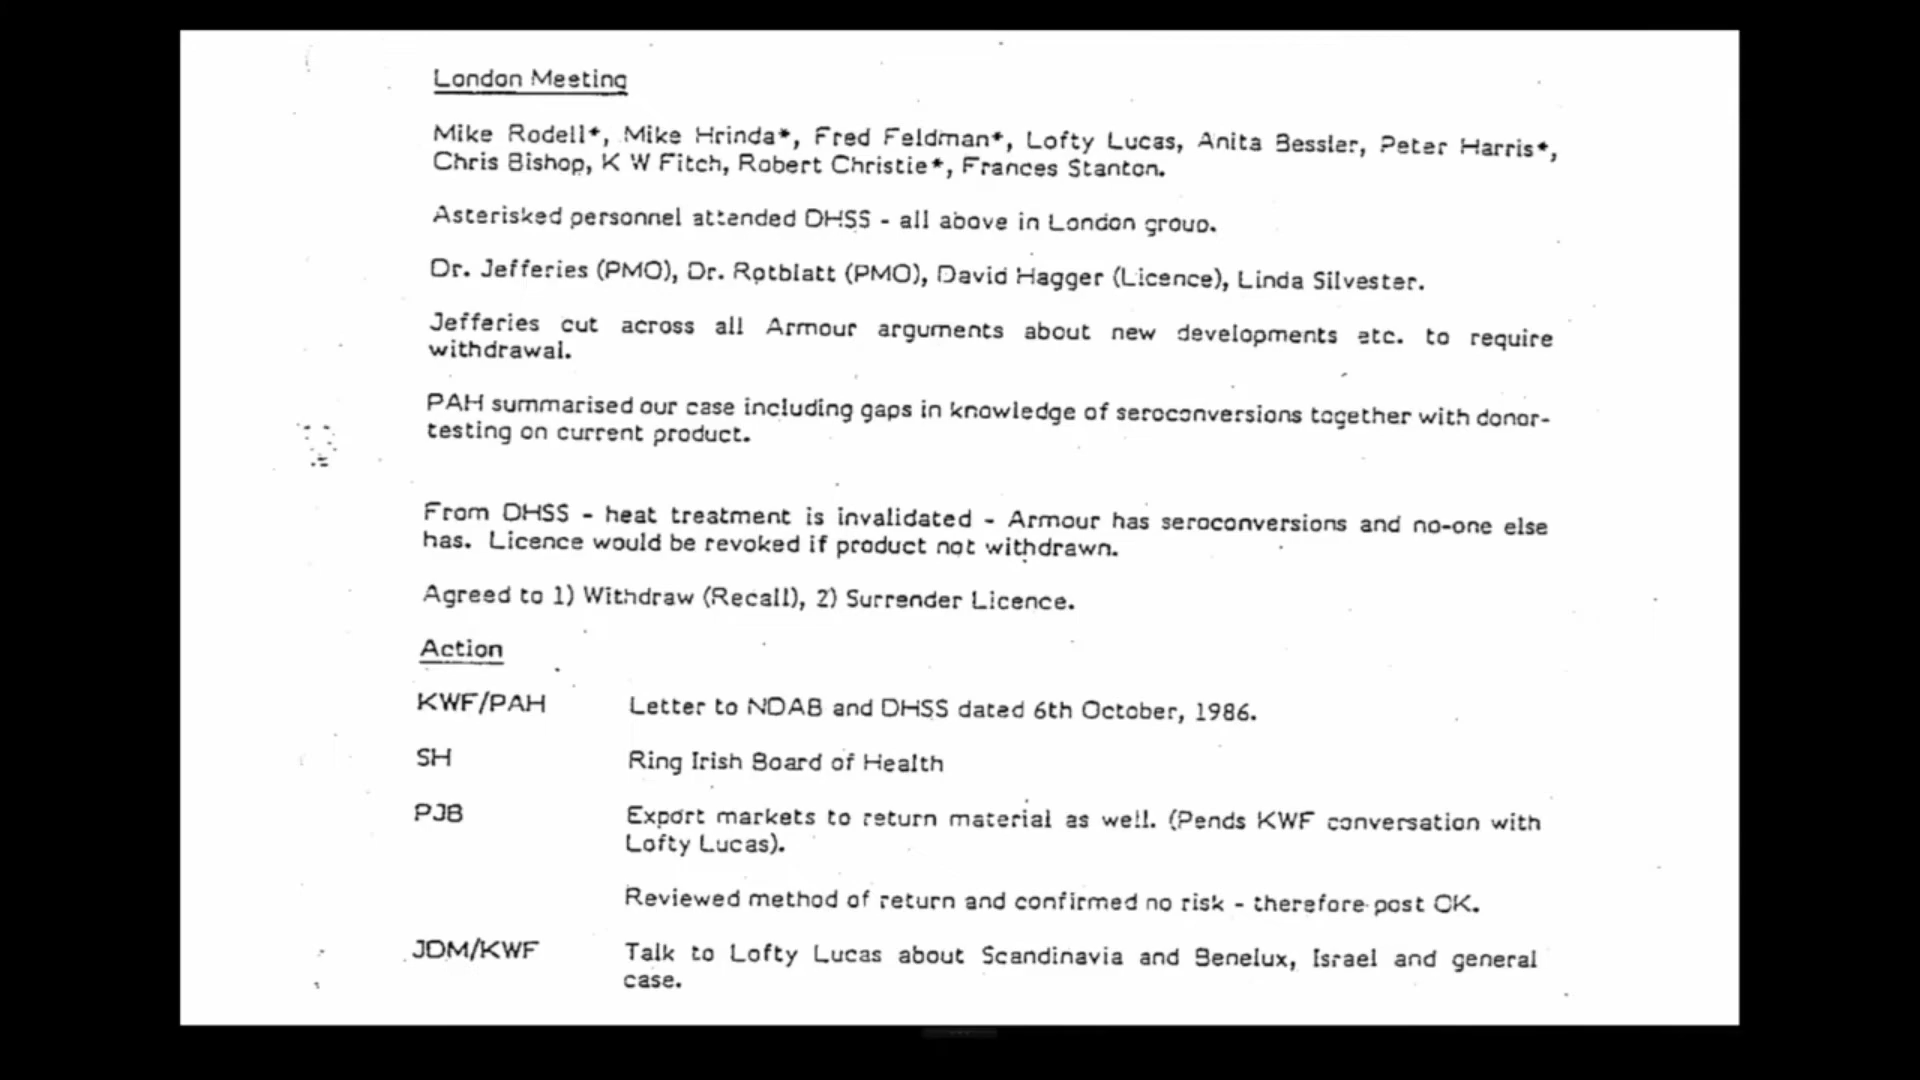 London Meeting
Mike Rodell*, Mike Hrinda*, Fred Feldman*, Lofty Lucas, Anita Bessler, Peter Harris*,
Chris Bishop, K W Fitch, Robert Christie*, Frances Stanton.
Asterisked personnel attended DHSS - all above in London group.
Dr. Jefferies (PMO), Dr. Rotblatt (PMO), David Hagger (Licence), Linda Silvester.
Jefferies cut across all Armour arguments about new developments etc. to require
withdrawal.
PAH summarised our case including gaps in knowledge of seroconversions together with donor-
testing on current product.
From DHSS - heat treatment is invalidated - Armour has seroconversions and no-one else
has. Licence would be revoked if product not withdrawn.
Agreed to 1) Withdraw (Recall), 2) Surrender Licence.
Action
KWF/PAH Letter to NDAB and DHSS dated 6th October, 1986.
SH Ring Irish Board of Health
PJB Export markets to return material as well. (Pends KWF conversation with
Lofty Lucas).
Reviewed method of return and confirmed no risk - therefore post OK.
JDM/KWF Talk to Lofty Lucas about Scandinavia and Benelux, Israel and general
case.